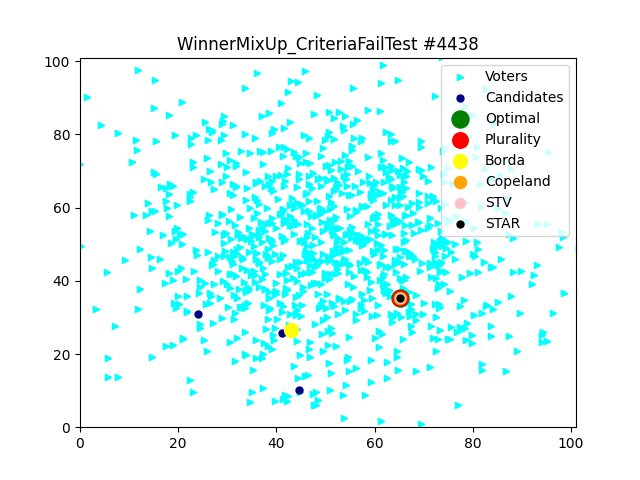 WinnerMixUp_CriteriaFailTest #4438
100
80
60
40
20
0
0 20 40 60 80 100
Voters
Candidates
Optimal
Plurality
Borda
Copeland
STV
STAR